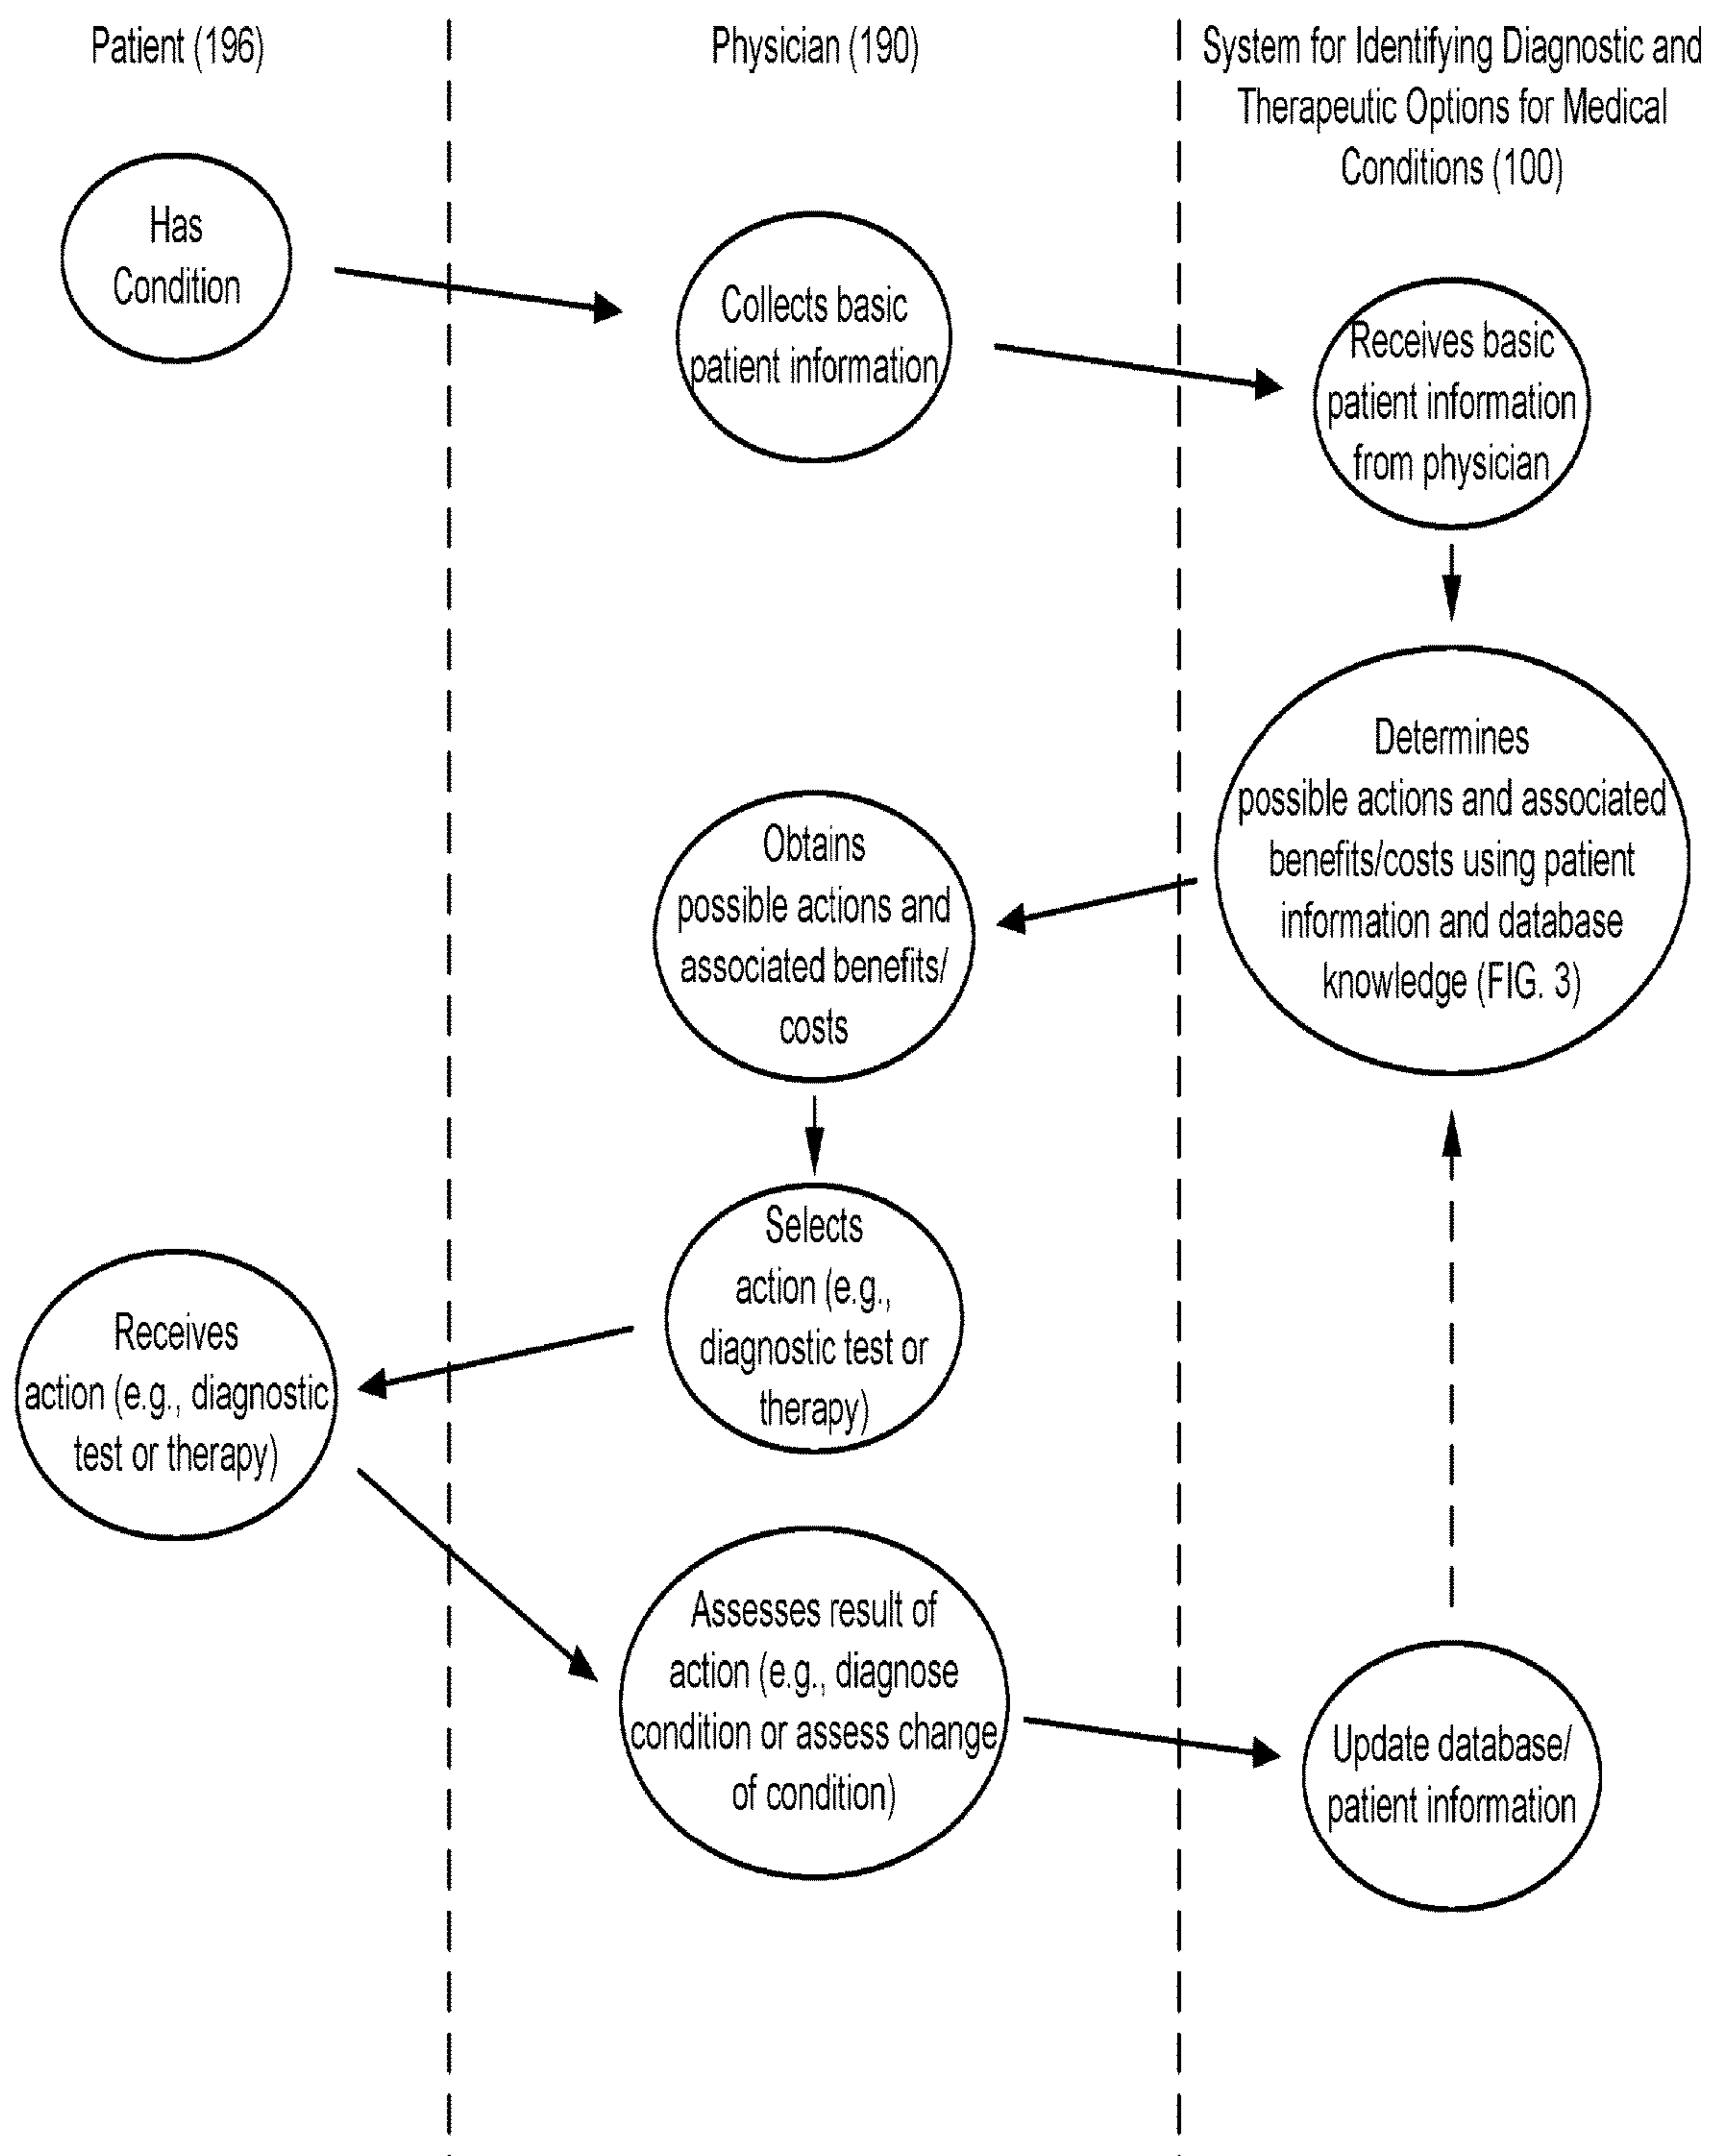 Patient (196)
Physician (190)
System for Identifying Diagnostic and
Therapeutic Options for Medical
Conditions (100)
Has
Condition
Collects basic
patient information
Receives basic
patient information
from physician
Determines
possible actions and associated
benefits/costs using patient
information and database
knowledge (FIG. 3)
Obtains
possible actions and
associated benefits/
costs
Selects
action (e.g.,
diagnostic test or
therapy)
Receives
action (e.g., diagnostic
test or therapy)
Assesses result of
action (e.g., diagnose
condition or assess change
of condition)
Update database/
patient information